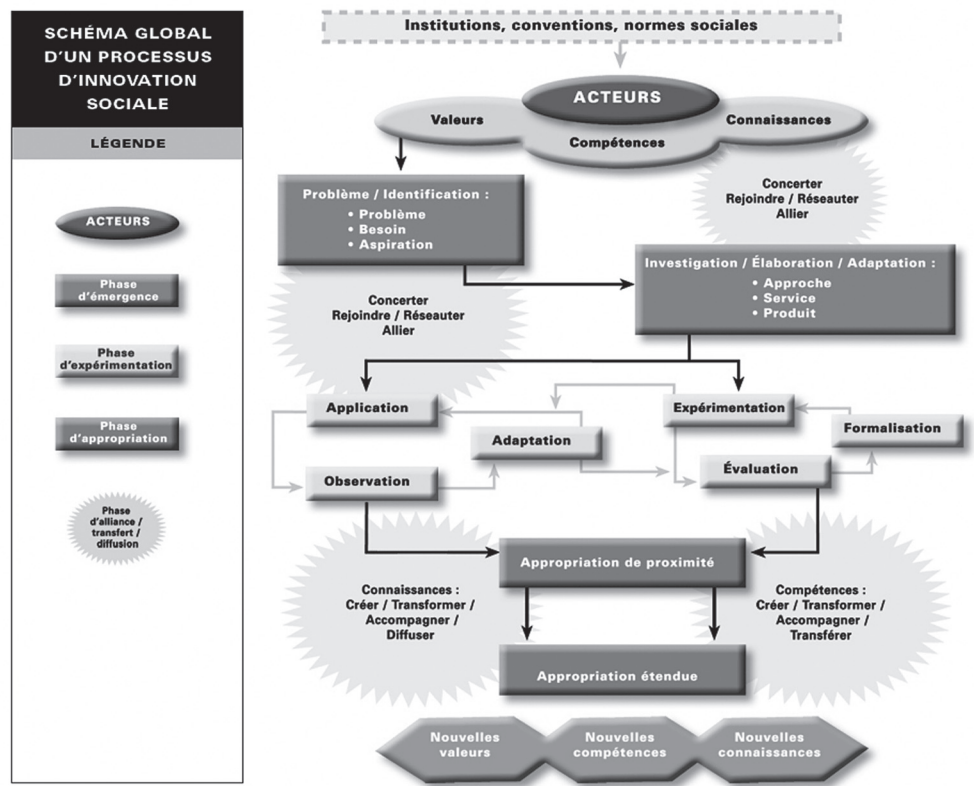 SCHÉMA GLOBAL
D'UN PROCESSUS
D'INNOVATION
SOCIALE
LÉGENDE
ACTEURS
Phase
d'émergence
Phase
d'expérimentation
Phase
d'appropriation
Phase
d'alliance /
transfert /
diffusion
Institutions, conventions, normes sociales
ACTEURS
Valeurs
Compétences
Connaissances
Problème / Identification :
• Problème
• Besoin
• Aspiration
Concerter
Rejoindre / Réseauter
Allier
Investigation / Élaboration / Adaptation :
• Approche
• Service
• Produit
Concerter
Rejoindre / Réseauter
Allier
Application
Expérimentation
Adaptation
Formalisation
Observation
Évaluation
Appropriation de proximité
Connaissances :
Créer / Transformer /
Accompagner /
Diffuser
Compétences :
Créer / Transformer /
Accompagner /
Transférer
Appropriation étendue
Nouvelles
valeurs
Nouvelles
compétences
Nouvelles
connaissances